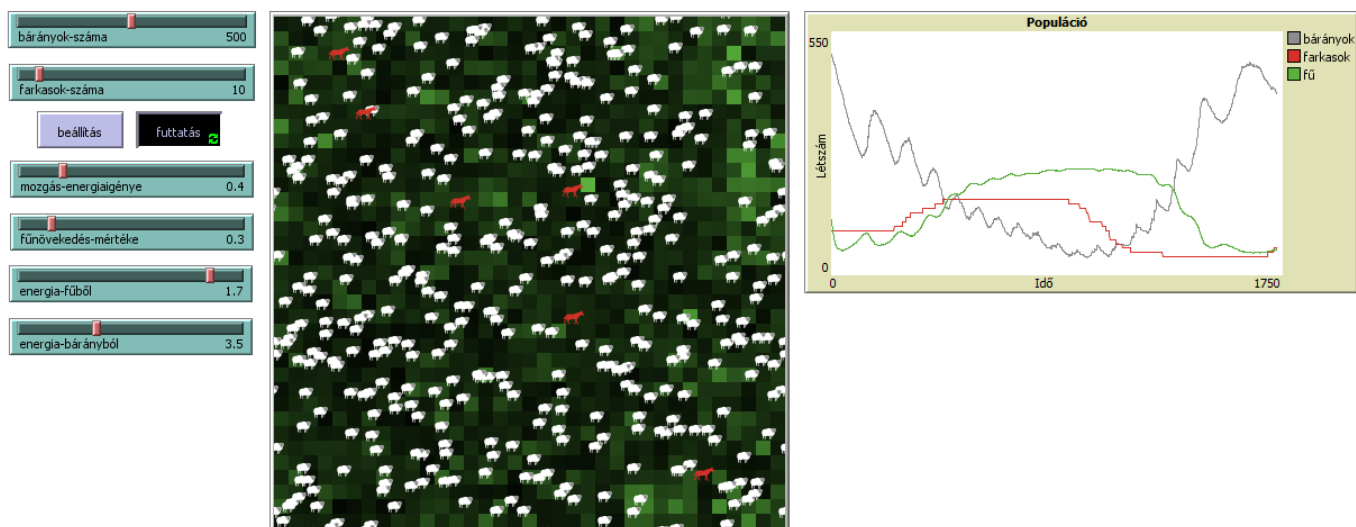 bárányok-száma 500
farkasok-száma 10
beállítás futtatás
mozgás-energiaigénye 0.4
fűnövekedés-mértéke 0.3
energia-fűből 1.7
energia-bárányból 3.5
Populáció
550
Létszám
0
0 Idő 1750
bárányok
farkasok
fű